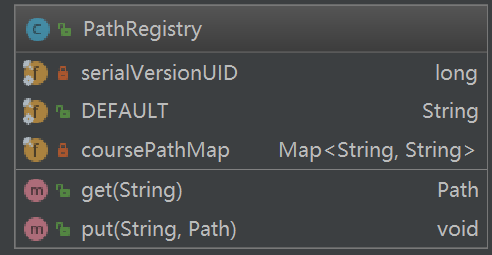 C PathRegistry
f serialVersionUID long
f DEFAULT String
f coursePathMap Map<String, String>
m get(String) Path
m put(String, Path) void